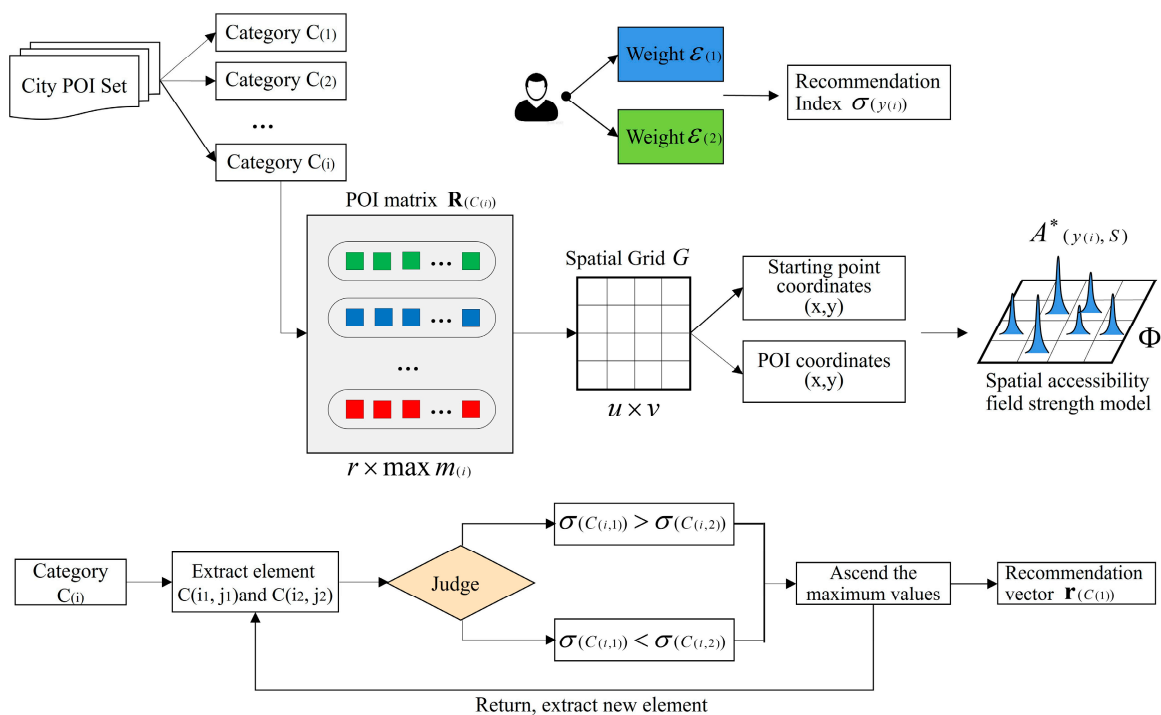 City POI Set
Category C(1)
Category C(2)
...
Category C(i)
Weight ε(1)
Weight ε(2)
Recommendation
Index σ(y(i))
POI matrix R(C(i))
...
...
...
...
r × max m(i)
Spatial Grid G
u × v
Starting point
coordinates
(x,y)
POI coordinates
(x,y)
A*(y(i), S)
Φ
Spatial accessibility
field strength model
Category
C(i)
Extract element
C(i1, j1)and C(i2, j2)
Judge
σ(C(i,1)) > σ(C(i,2))
σ(C(i,1)) < σ(C(i,2))
Ascend the
maximum values
Recommendation
vector r(C(1))
Return, extract new element